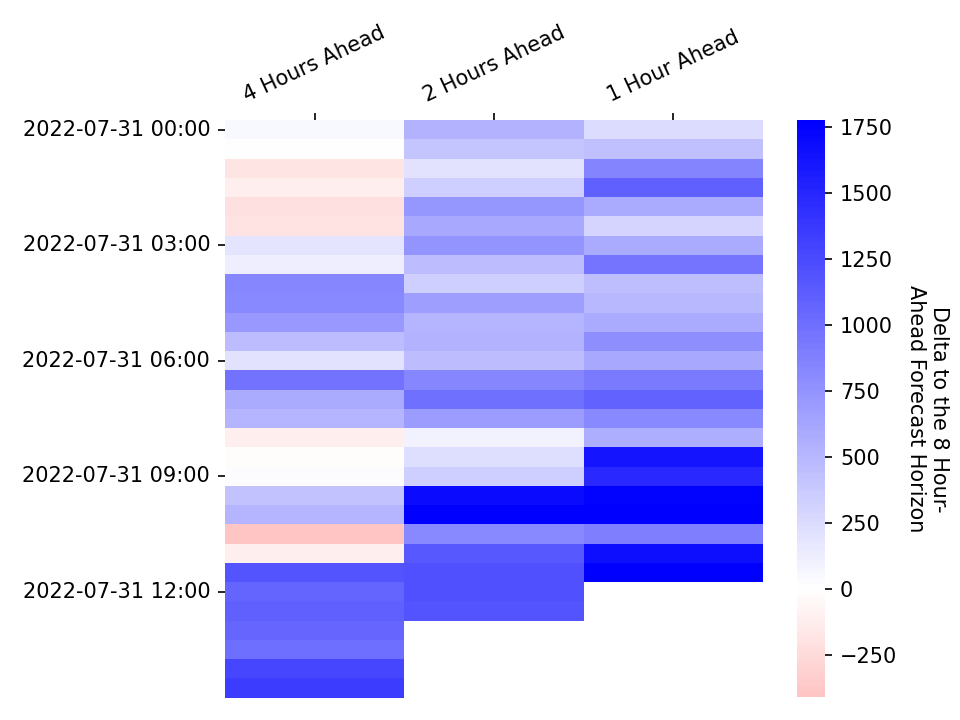 4 Hours Ahead
2 Hours Ahead
1 Hour Ahead
2022-07-31 00:00
2022-07-31 03:00
2022-07-31 06:00
2022-07-31 09:00
2022-07-31 12:00
1750
1500
1250
1000
750
500
250
0
−250
Delta to the 8 Hour-
Ahead Forecast Horizon